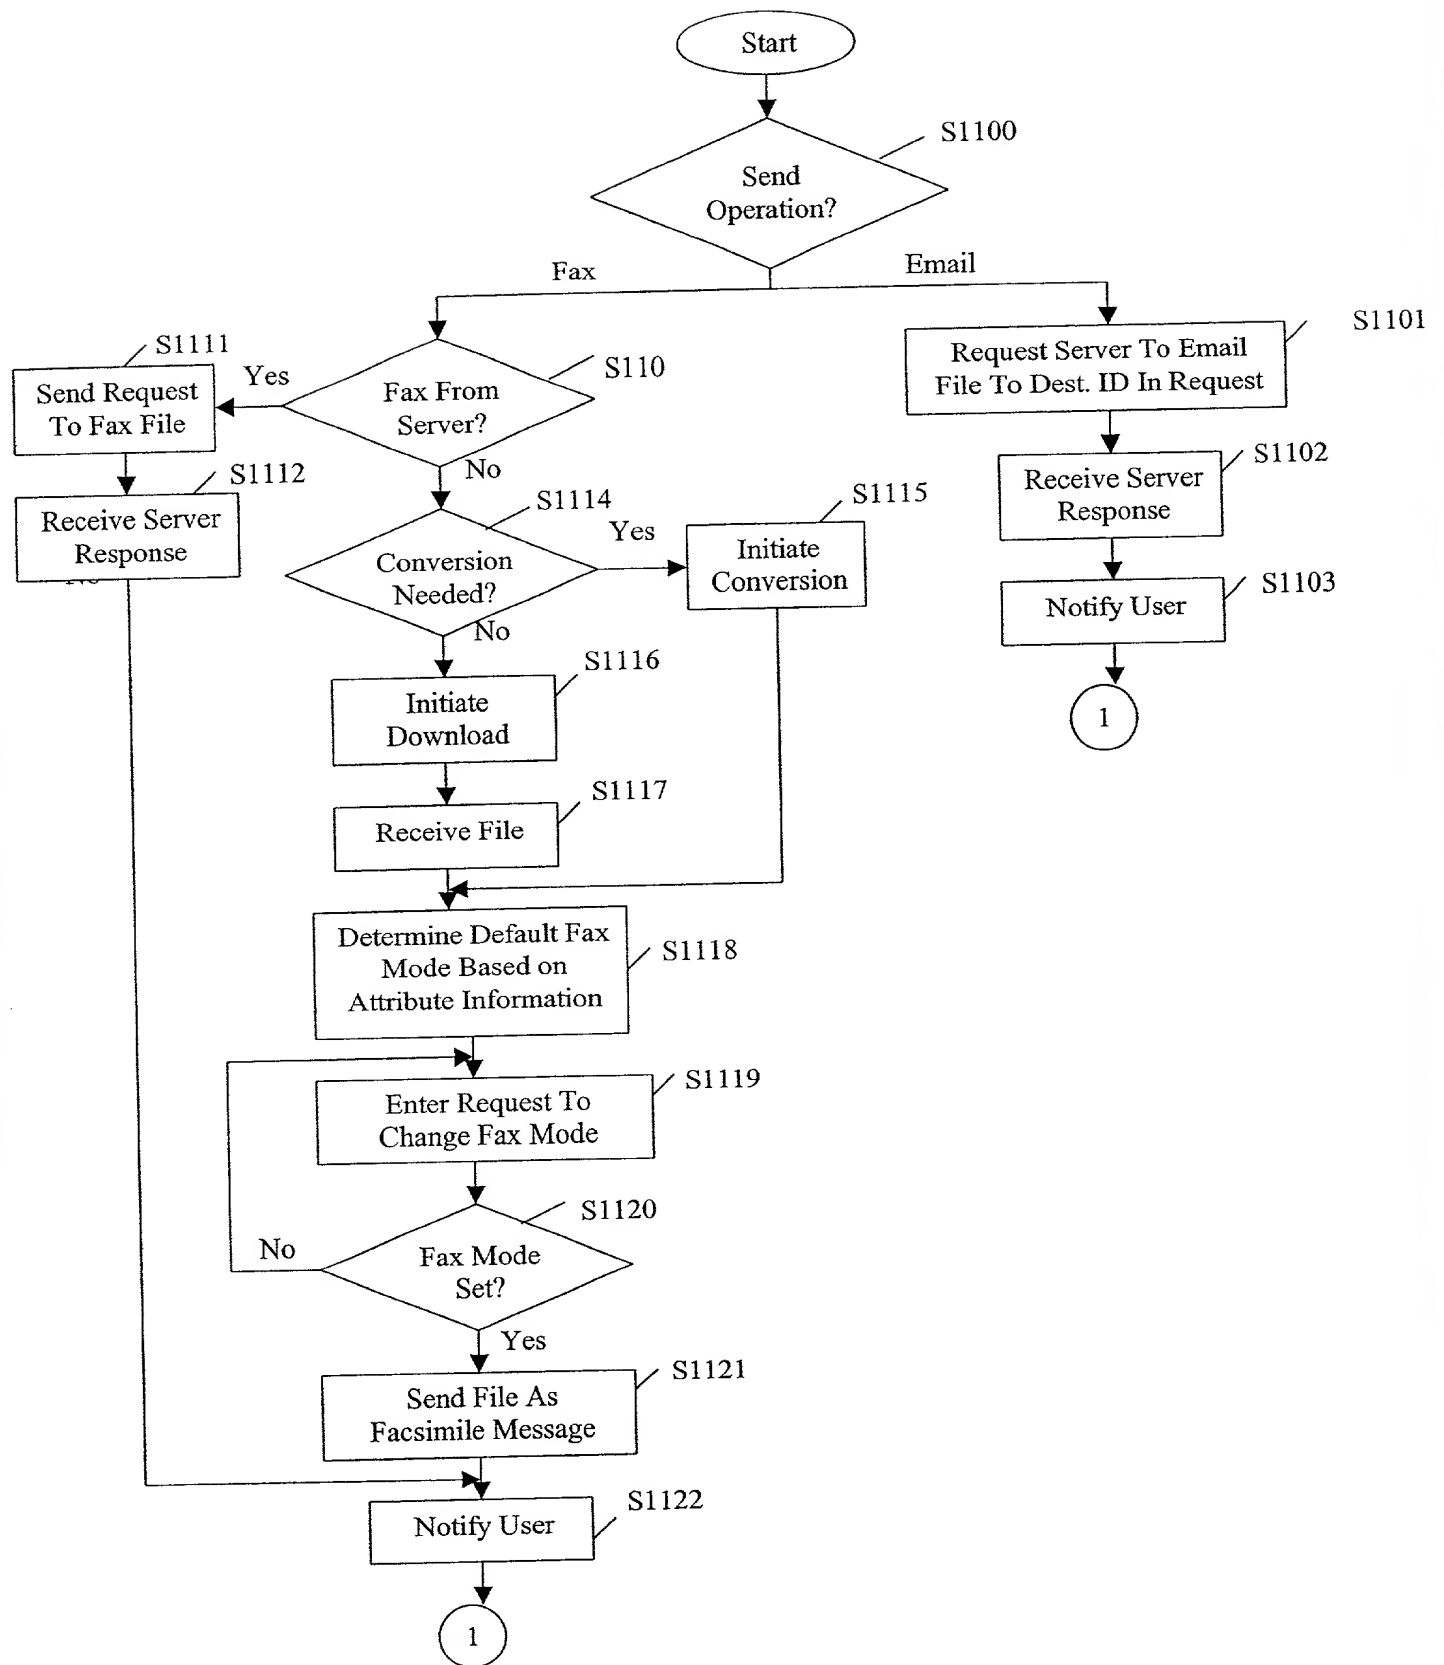 Start
S1100
Send
Operation?
Fax
Email
S1101
Request Server To Email
File To Dest. ID In Request
S1102
Receive Server
Response
S1103
Notify User
1
S110
Fax From
Server?
Yes
S1111
Send Request
To Fax File
S1112
Receive Server
Response
No
S1114
Conversion
Needed?
Yes
S1115
Initiate
Conversion
No
S1116
Initiate
Download
S1117
Receive File
S1118
Determine Default Fax
Mode Based on
Attribute Information
S1119
Enter Request To
Change Fax Mode
S1120
Fax Mode
Set?
No
Yes
S1121
Send File As
Facsimile Message
S1122
Notify User
1